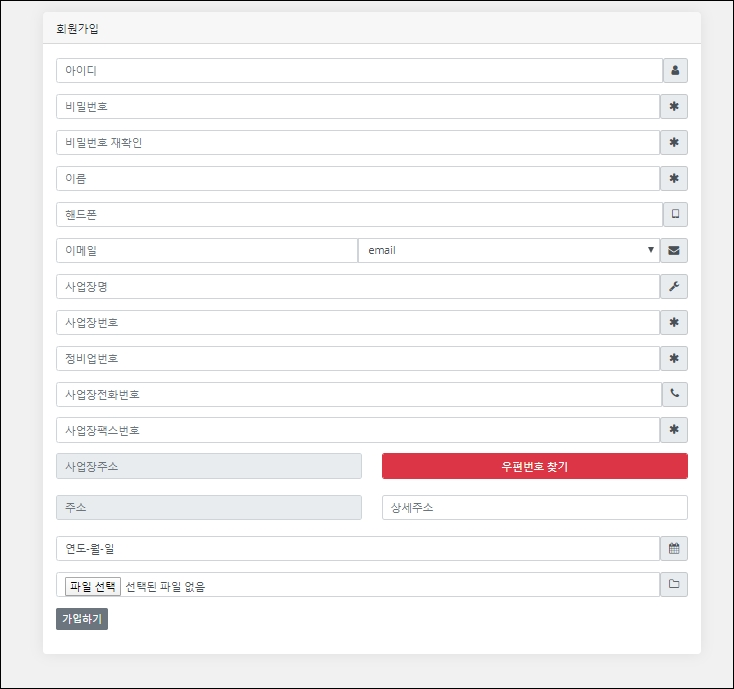 회원가입
아이디
비밀번호
비밀번호 재확인
이름
핸드폰
이메일 email
사업장명
사업장번호
정비업번호
사업장전화번호
사업장팩스번호
사업장주소 우편번호 찾기
주소 상세주소
연도-월-일
파일 선택 선택된 파일 없음
가입하기